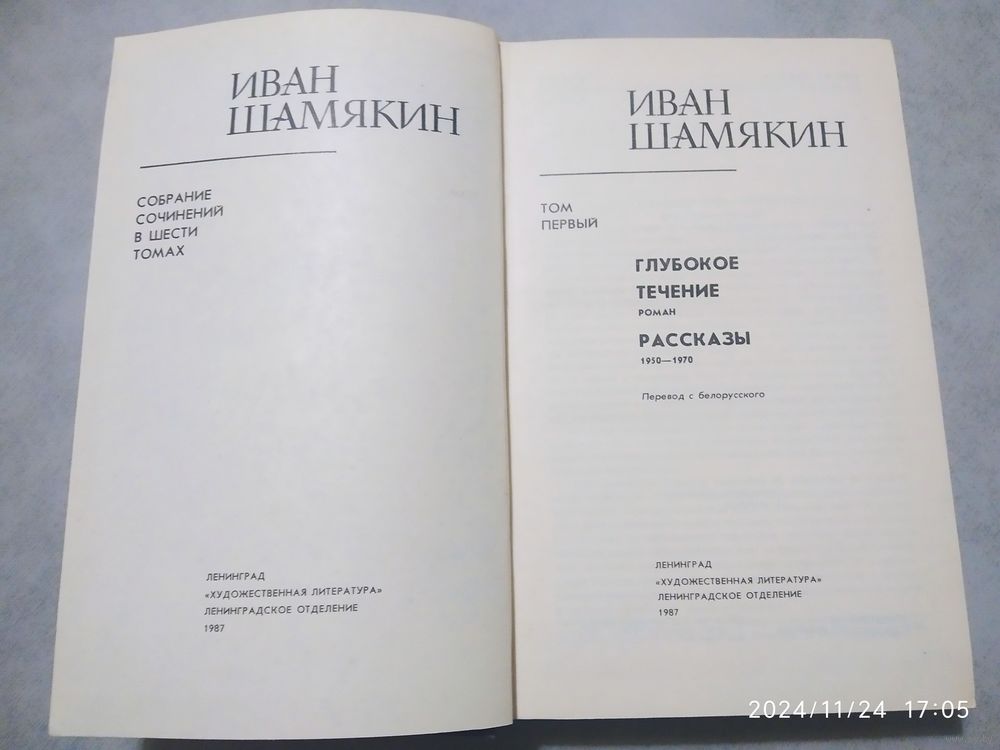 ИВАН
ШАМЯКИН
СОБРАНИЕ
СОЧИНЕНИЙ
В ШЕСТИ
ТОМАХ
ЛЕНИНГРАД
«ХУДОЖЕСТВЕННАЯ ЛИТЕРАТУРА»
ЛЕНИНГРАДСКОЕ ОТДЕЛЕНИЕ
1987
ИВАН
ШАМЯКИН
ТОМ
ПЕРВЫЙ
ГЛУБОКОЕ
ТЕЧЕНИЕ
РОМАН
РАССКАЗЫ
1950—1970
Перевод с белорусского
ЛЕНИНГРАД
«ХУДОЖЕСТВЕННАЯ ЛИТЕРАТУРА»
ЛЕНИНГРАДСКОЕ ОТДЕЛЕНИЕ
1987
2024/11/24 17:05